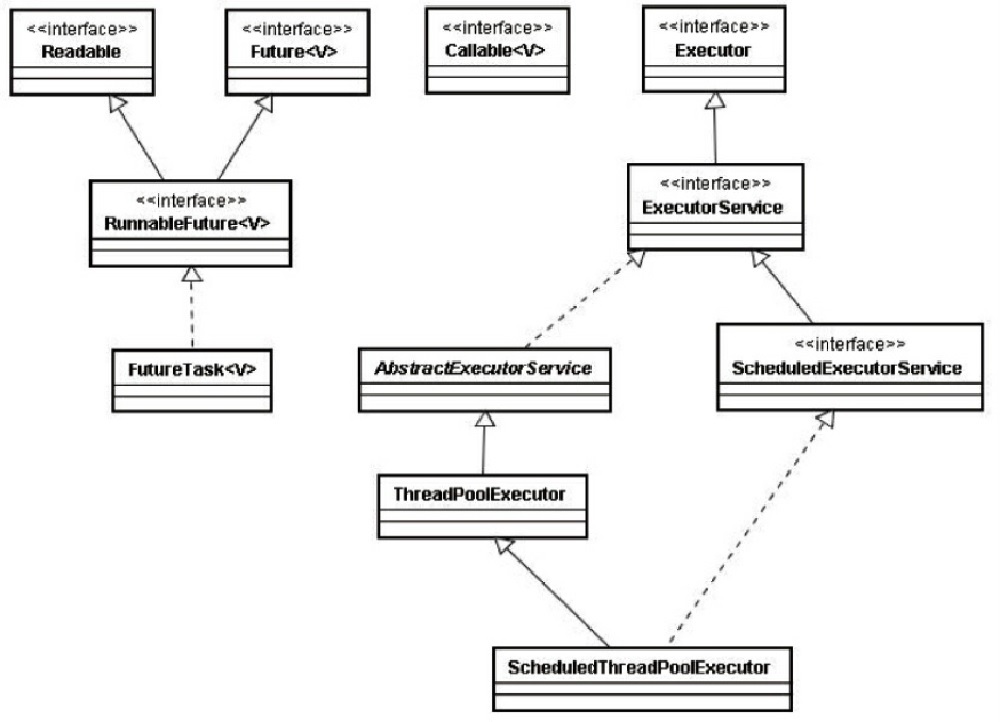 <<interface>>
Readable
<<interface>>
Future<V>
<<interface>>
Callable<V>
<<interface>>
Executor
<<interface>>
RunnableFuture<V>
<<interface>>
ExecutorService
FutureTask<V>
AbstractExecutorService
<<interface>>
ScheduledExecutorService
ThreadPoolExecutor
ScheduledThreadPoolExecutor